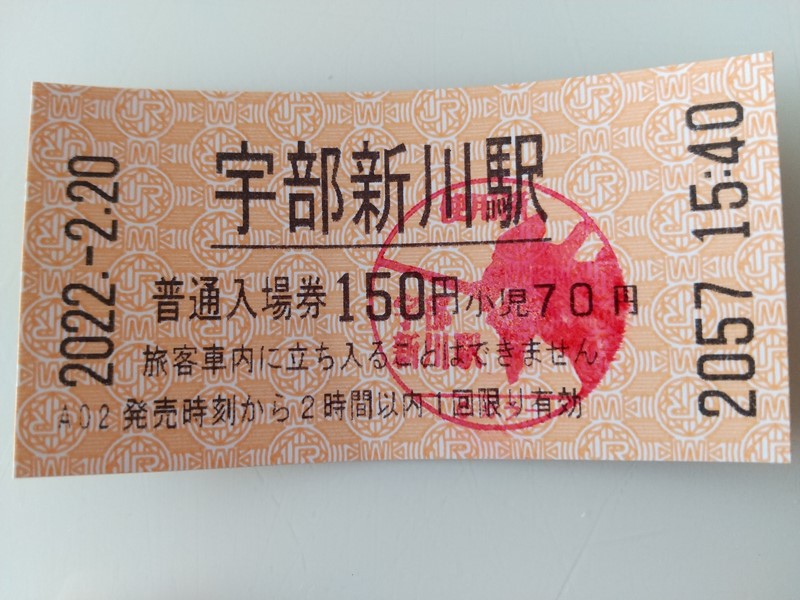 宇部新川駅
普通入場券150円小児70円
旅客車内に立ち入ることはできません。
A02 発売時刻から2時間以内1回限り有効
2022.-2.20
2057 15:40
新川駅